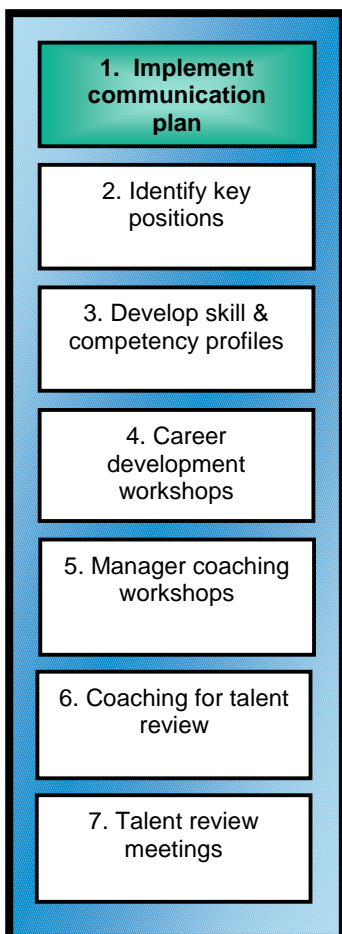 1. Implement
communication
plan
2. Identify key
positions
3. Develop skill &
competency profiles
4. Career
development
workshops
5. Manager coaching
workshops
6. Coaching for talent
review
7. Talent review
meetings